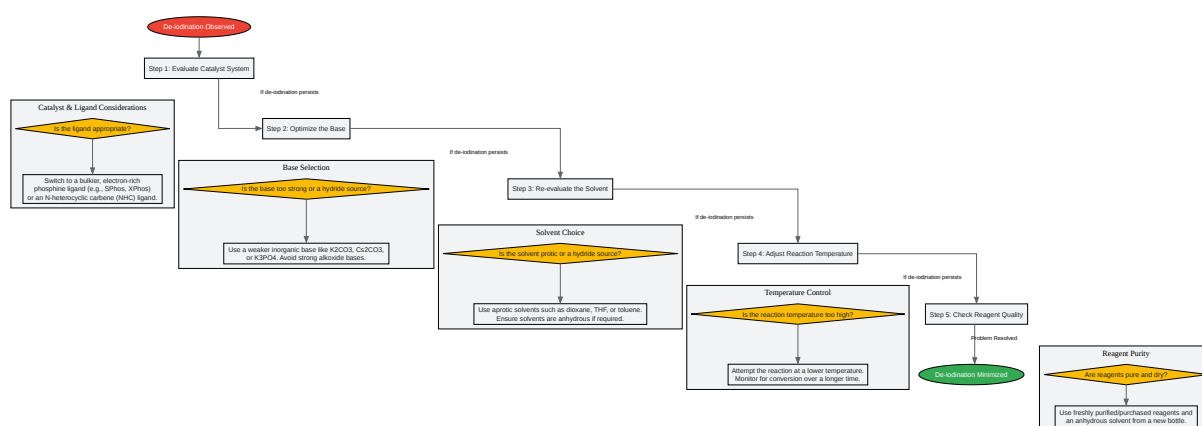 De-iodination Observed
Step 1: Evaluate Catalyst System
If de-iodination persists
Catalyst & Ligand Considerations
Is the ligand appropriate?
Switch to a bulkier, electron-rich
phosphine ligand (e.g., SPhos, XPhos)
or an N-heterocyclic carbene (NHC) ligand.
Step 2: Optimize the Base
If de-iodination persists
Base Selection
Is the base too strong or a hydride source?
Use a weaker inorganic base like K2CO3, Cs2CO3,
or K3PO4. Avoid strong alkoxide bases.
Step 3: Re-evaluate the Solvent
If de-iodination persists
Solvent Choice
Is the solvent protic or a hydride source?
Use aprotic solvents such as dioxane, THF, or toluene.
Ensure solvents are anhydrous if required.
Step 4: Adjust Reaction Temperature
If de-iodination persists
Temperature Control
Is the reaction temperature too high?
Attempt the reaction at a lower temperature.
Monitor for conversion over a longer time.
Step 5: Check Reagent Quality
Problem Resolved
De-iodination Minimized
Reagent Purity
Are reagents pure and dry?
Use freshly purified/purchased reagents and
an anhydrous solvent from a new bottle.